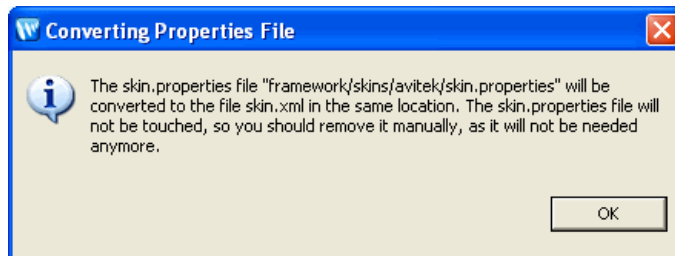 Converting Properties File
The skin.properties file "framework/skins/avitek/skin.properties" will be
converted to the file skin.xml in the same location. The skin.properties file will
not be touched, so you should remove it manually, as it will not be needed
anymore.
OK